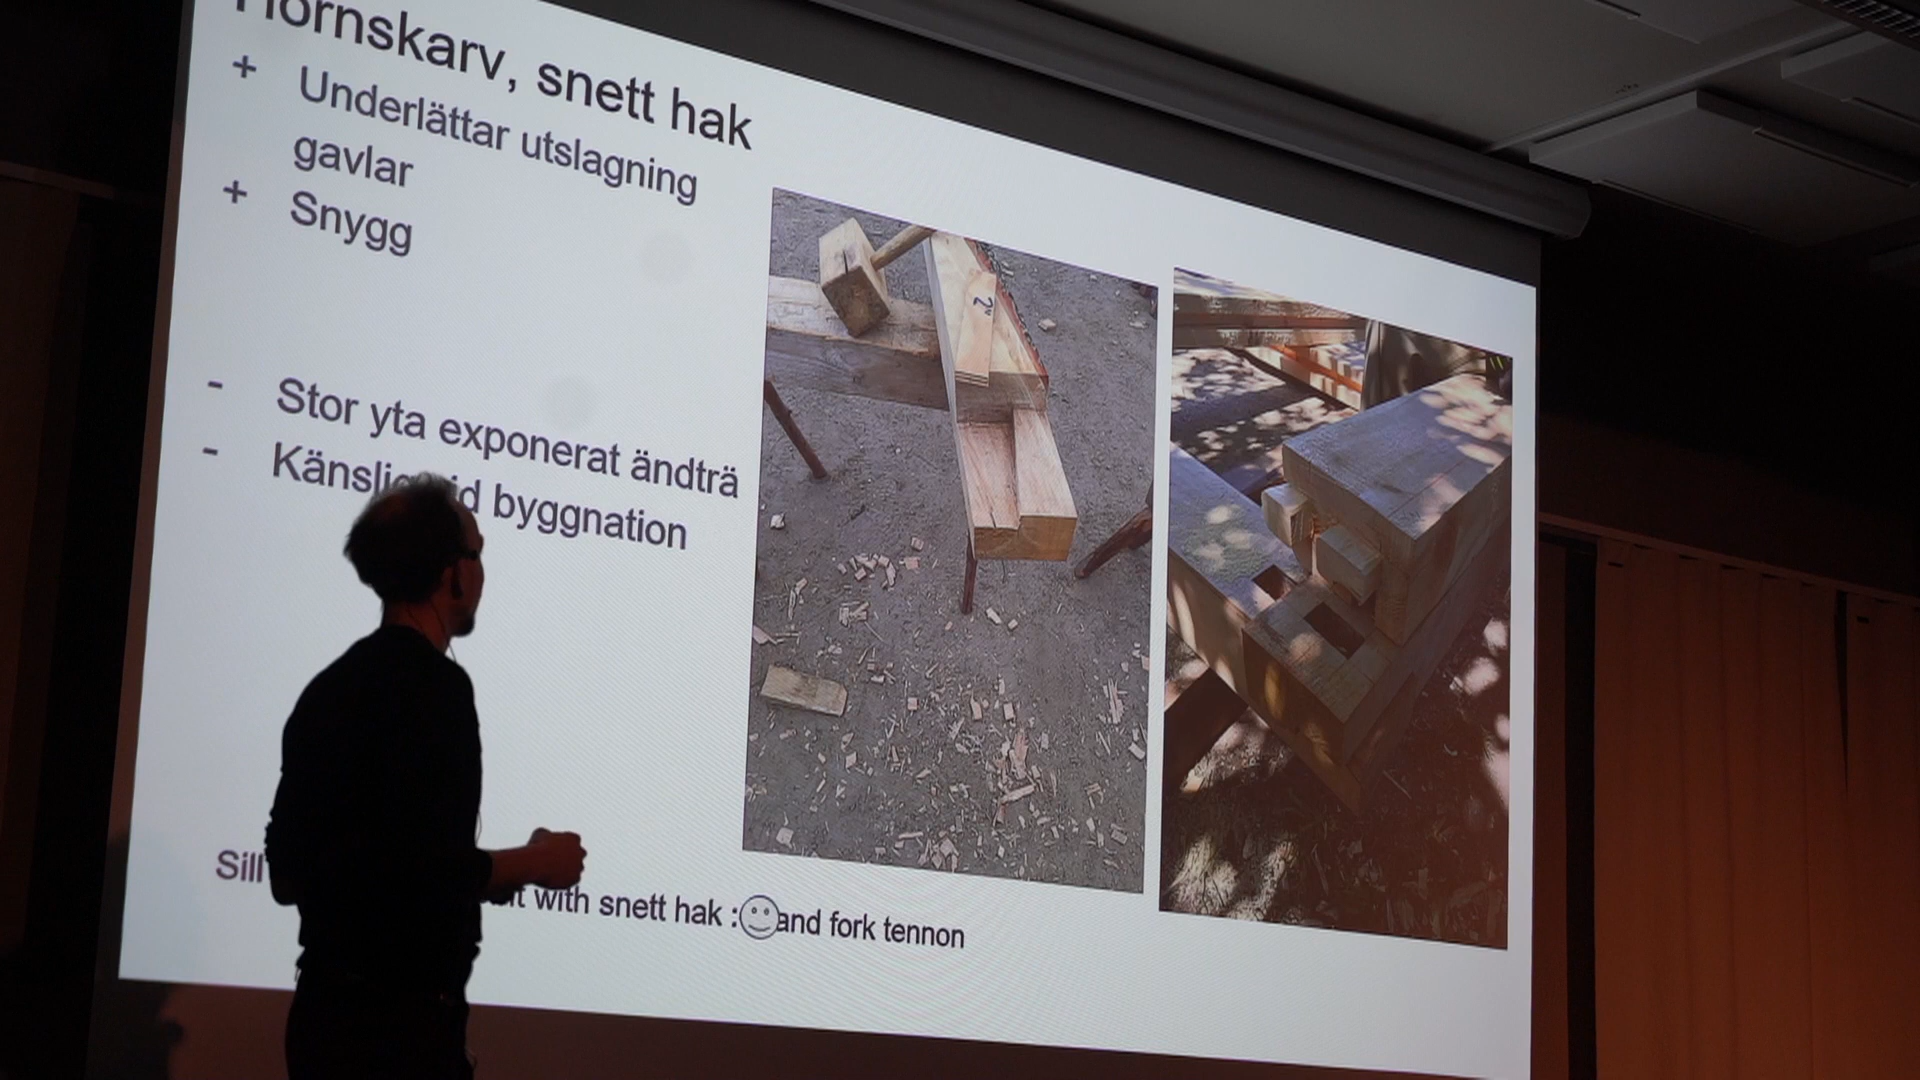 Hörnskarv, snett hak
+ Underlättar utslagning
gavlar
+ Snygg
- Stor yta exponerat ändträ
- byggnation
Sill with snett hak : and fork tennon
2"